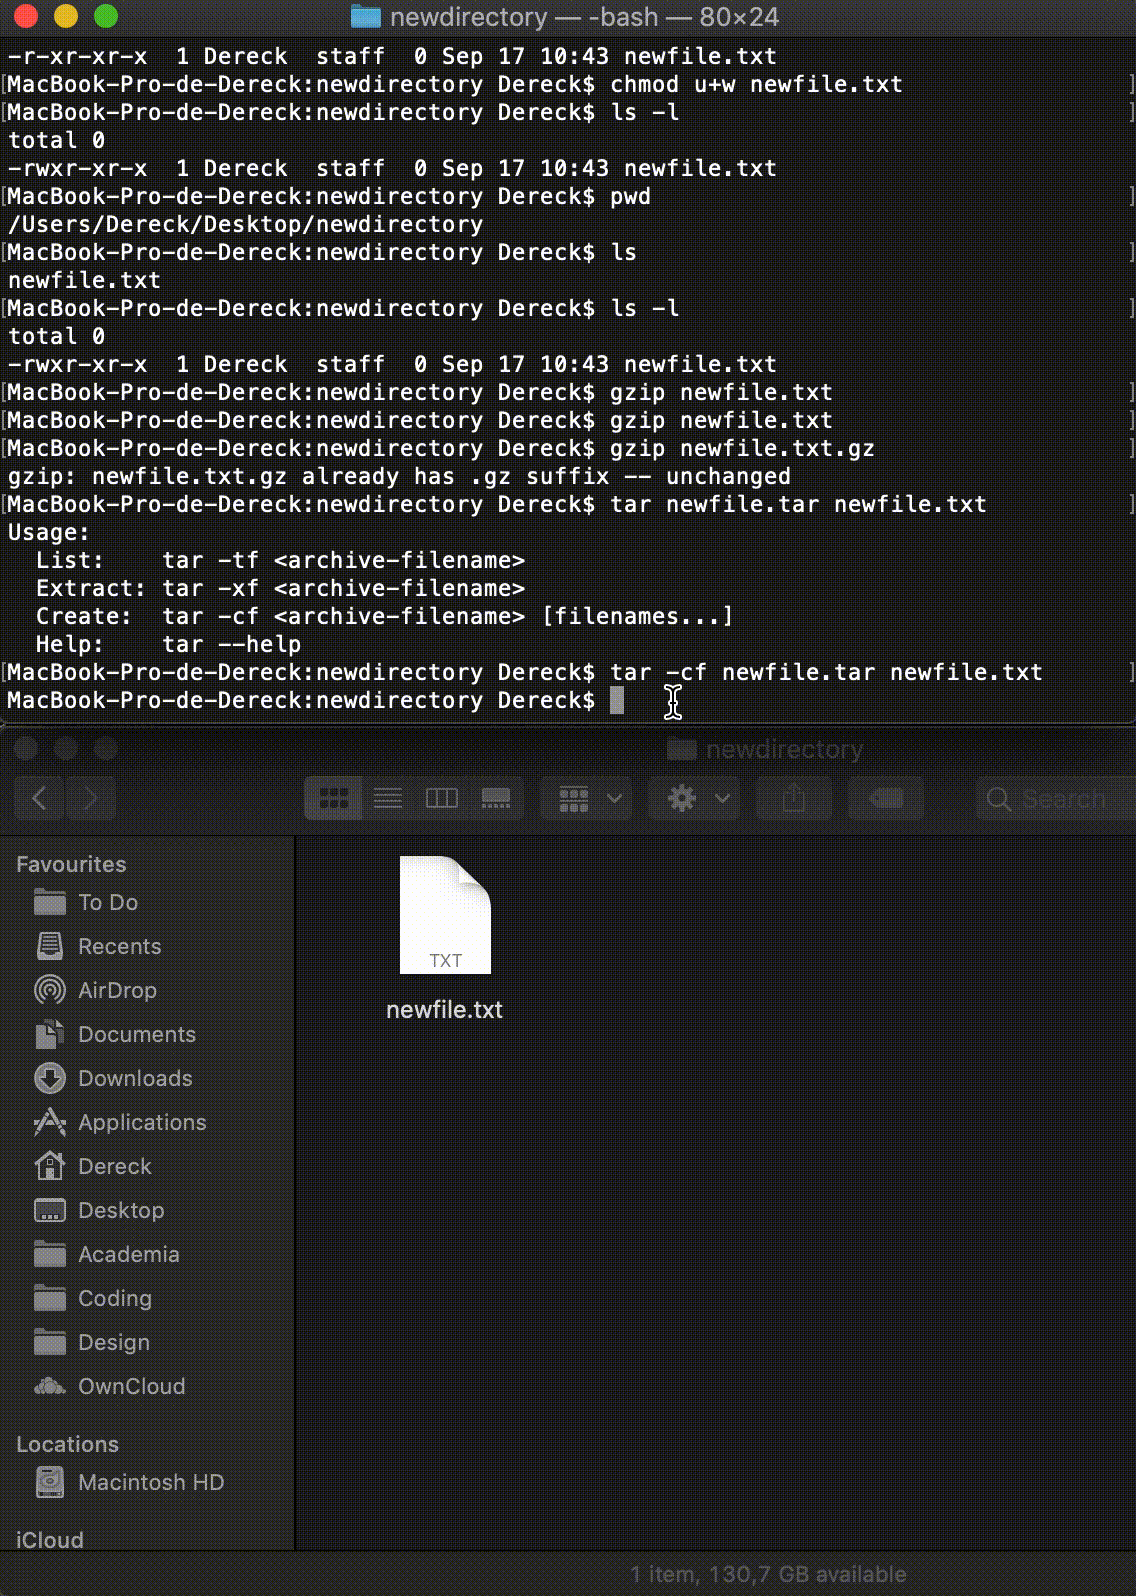 newdirectory — -bash — 80×24
-r-xr-xr-x  1 Dereck  staff  0 Sep 17 10:43 newfile.txt
[MacBook-Pro-de-Dereck:newdirectory Dereck$ chmod u+w newfile.txt ]
[MacBook-Pro-de-Dereck:newdirectory Dereck$ ls -l ]
total 0
-rwxr-xr-x  1 Dereck  staff  0 Sep 17 10:43 newfile.txt
[MacBook-Pro-de-Dereck:newdirectory Dereck$ pwd ]
/Users/Dereck/Desktop/newdirectory
[MacBook-Pro-de-Dereck:newdirectory Dereck$ ls ]
newfile.txt
[MacBook-Pro-de-Dereck:newdirectory Dereck$ ls -l ]
total 0
-rwxr-xr-x  1 Dereck  staff  0 Sep 17 10:43 newfile.txt
[MacBook-Pro-de-Dereck:newdirectory Dereck$ gzip newfile.txt ]
[MacBook-Pro-de-Dereck:newdirectory Dereck$ gzip newfile.txt ]
[MacBook-Pro-de-Dereck:newdirectory Dereck$ gzip newfile.txt.gz ]
gzip: newfile.txt.gz already has .gz suffix -- unchanged
[MacBook-Pro-de-Dereck:newdirectory Dereck$ tar newfile.tar newfile.txt ]
Usage:
  List:    tar -tf <archive-filename>
  Extract: tar -xf <archive-filename>
  Create:  tar -cf <archive-filename> [filenames...]
  Help:    tar --help
[MacBook-Pro-de-Dereck:newdirectory Dereck$ tar -cf newfile.tar newfile.txt ]
MacBook-Pro-de-Dereck:newdirectory Dereck$
newdirectory
Search
Favourites
To Do
Recents
AirDrop
Documents
Downloads
Applications
Dereck
Desktop
Academia
Coding
Design
OwnCloud
Locations
Macintosh HD
iCloud
TXT
newfile.txt
1 item, 130,7 GB available